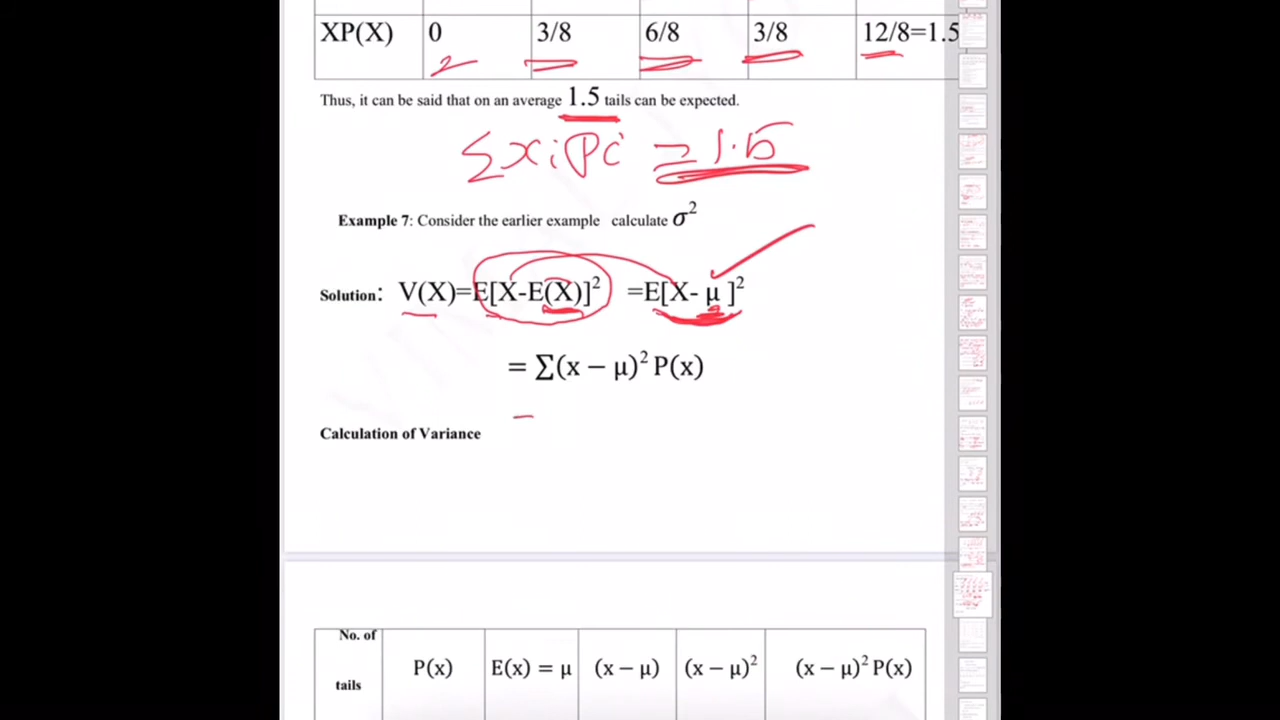 XP(X) 0 3/8 6/8 3/8 12/8=1.5
Thus, it can be said that on an average 1.5 tails can be expected.
∑xiPi = 1.5
Example 7: Consider the earlier example calculate σ²
Solution: V(X)=E[X-E(X)]² =E[X- μ ]²
= ∑(x − μ)² P(x)
Calculation of Variance
No. of tails P(x) E(x) = μ (x − μ) (x − μ)² (x − μ)² P(x)